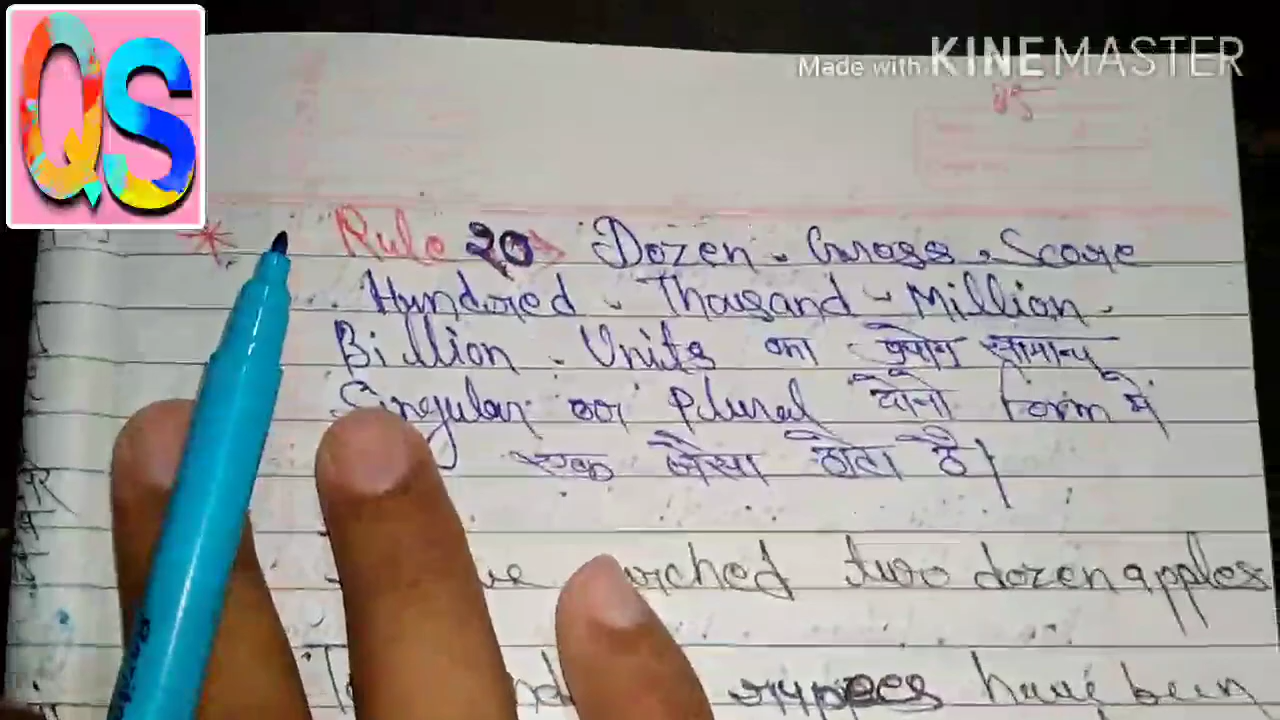 QS
Made with KINEMASTER
Rule 20 Dozen - Gross - Score
Hundred - Thousand - Million -
Billion - Units का प्रयोग सामान्य
Singular or Plural दोनो Form में
एक जैसा होता है।
two dozen apples
rupees have been